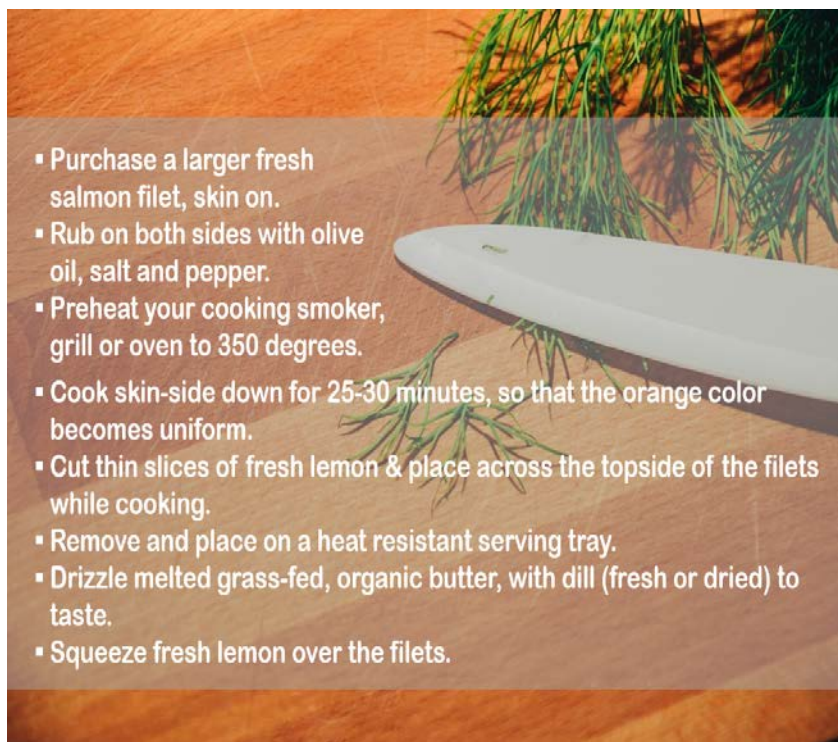 ▪ Purchase a larger fresh
salmon filet, skin on.
▪ Rub on both sides with olive
oil, salt and pepper.
▪ Preheat your cooking smoker,
grill or oven to 350 degrees.
▪ Cook skin-side down for 25-30 minutes, so that the orange color
becomes uniform.
▪ Cut thin slices of fresh lemon & place across the topside of the filets
while cooking.
▪ Remove and place on a heat resistant serving tray.
▪ Drizzle melted grass-fed, organic butter, with dill (fresh or dried) to
taste.
▪ Squeeze fresh lemon over the filets.